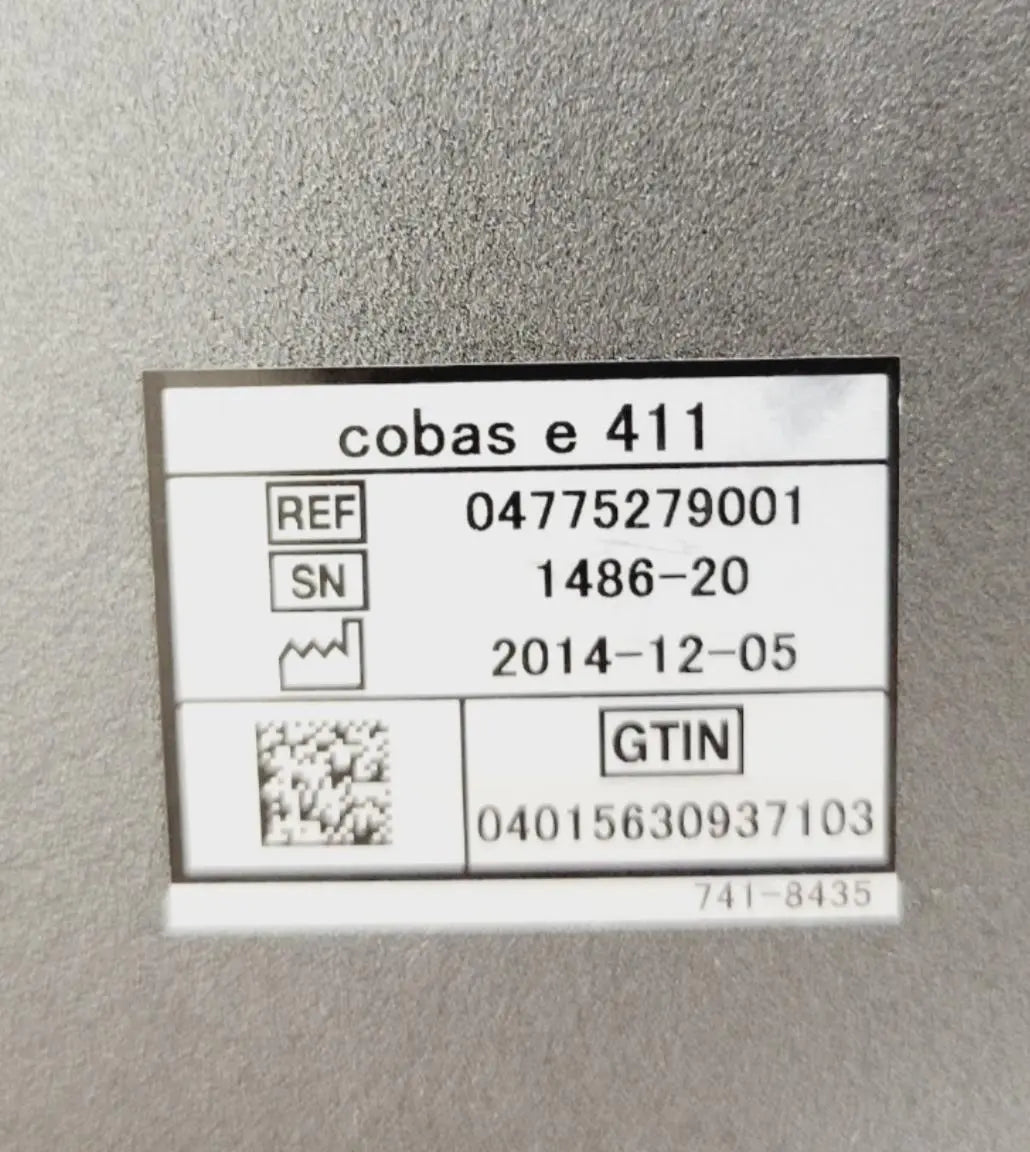 cobas e 411
REF 04775279001
SN 1486-20
2014-12-05
GTIN
04015630937103
741-8435